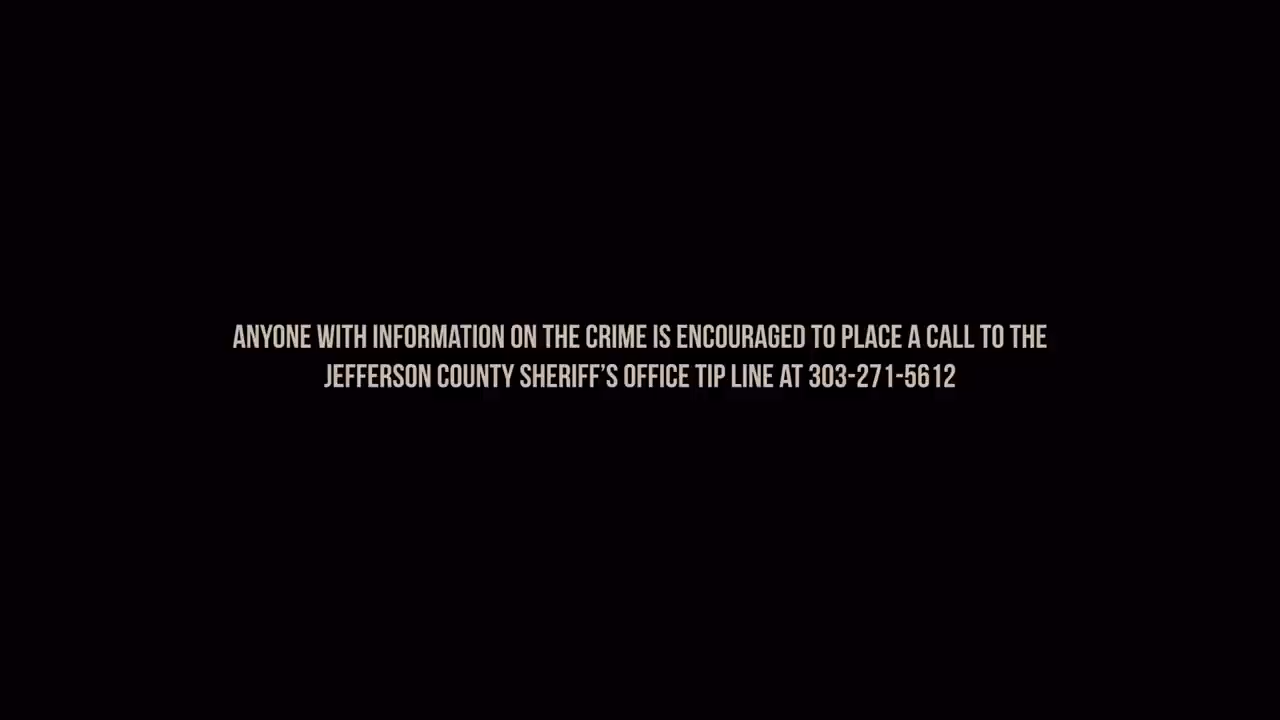 ANYONE WITH INFORMATION ON THE CRIME IS ENCOURAGED TO PLACE A CALL TO THE
JEFFERSON COUNTY SHERIFF'S OFFICE TIP LINE AT 303-271-5612